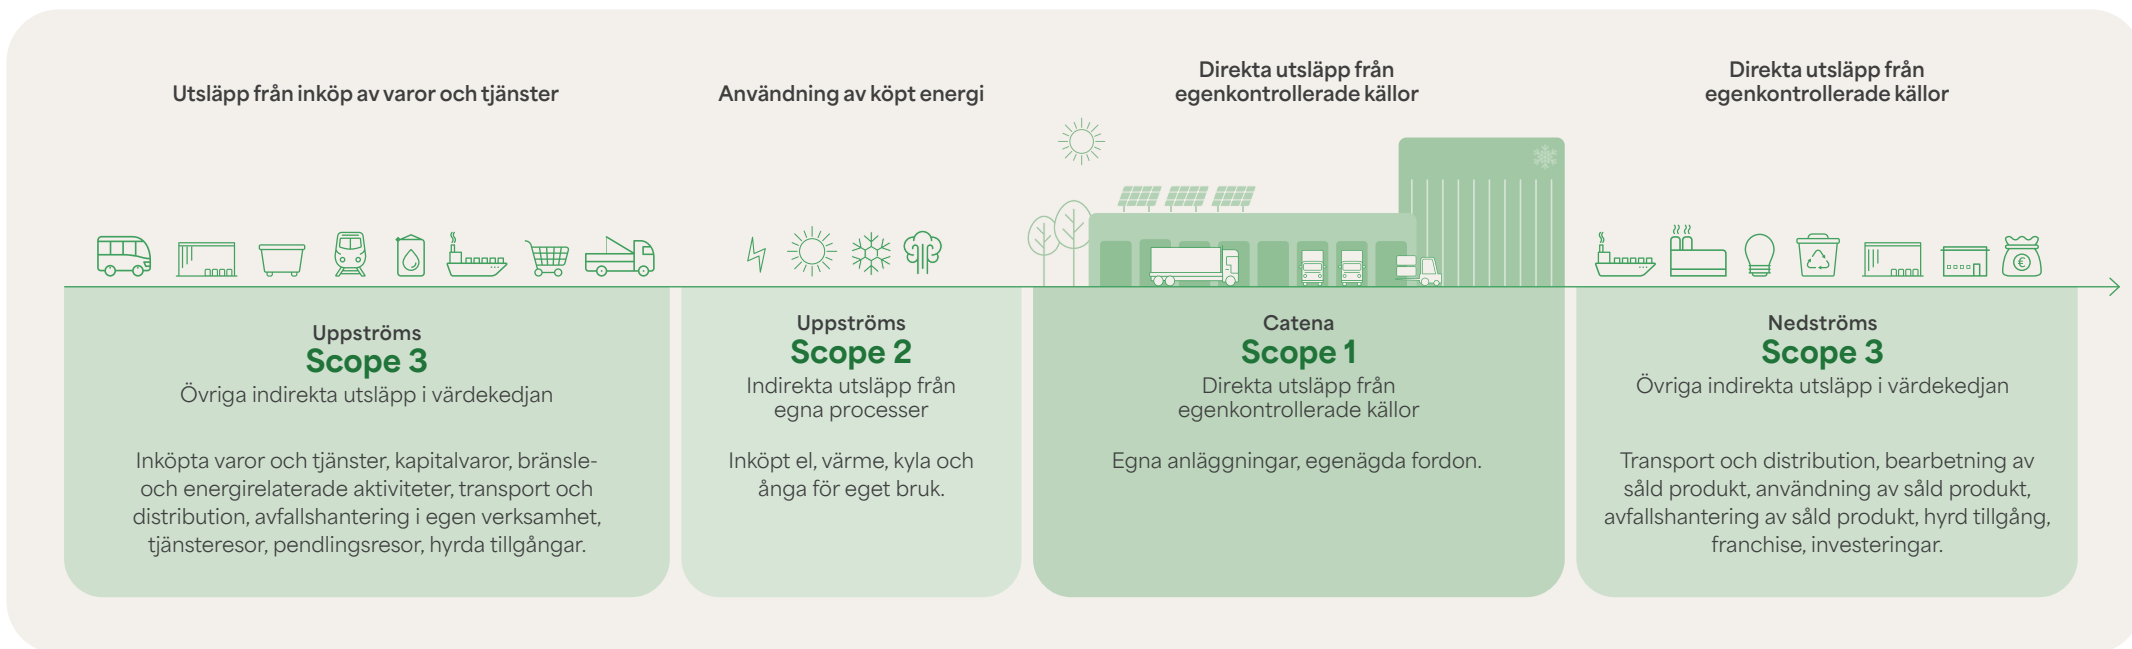 Utsläpp från inköp av varor och tjänster
Användning av köpt energi
Direkta utsläpp från
egenkontrollerade källor
Direkta utsläpp från
egenkontrollerade källor
Uppströms
Scope 3
Övriga indirekta utsläpp i värdekedjan
Inköpta varor och tjänster, kapitalvaror, bränsle-
och energirelaterade aktiviteter, transport och
distribution, avfallshantering i egen verksamhet,
tjänsteresor, pendlingsresor, hyrda tillgångar.
Uppströms
Scope 2
Indirekta utsläpp från
egna processer
Inköpt el, värme, kyla och
ånga för eget bruk.
Catena
Scope 1
Direkta utsläpp från
egenkontrollerade källor
Egna anläggningar, egenägda fordon.
Nedströms
Scope 3
Övriga indirekta utsläpp i värdekedjan
Transport och distribution, bearbetning av
såld produkt, användning av såld produkt,
avfallshantering av såld produkt, hyrd tillgång,
franchise, investeringar.
€